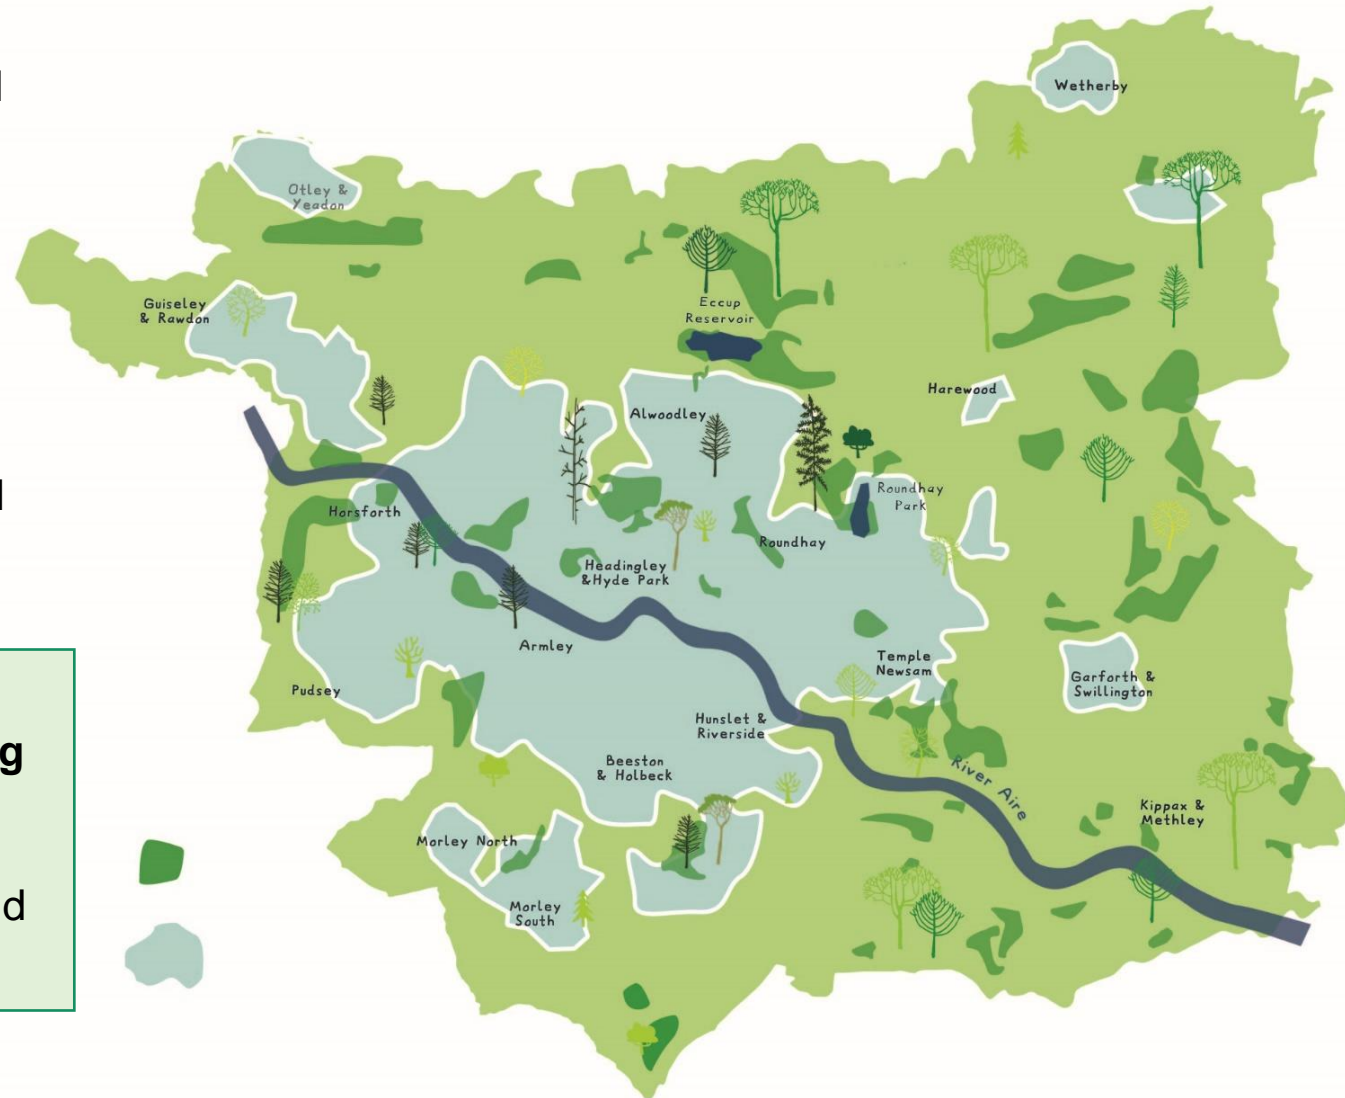 Wetherby
Otley &
Yeadon
Guiseley
& Rawdon
Eccup
Reservoir
Harewood
Alwoodley
Roundhay
Park
Horsforth
Roundhay
Headingley
&Hyde Park
Armley
Temple
Newsam
Garforth &
Swillington
Pudsey
Hunslet &
Riverside
Beeston
& Holbeck
River Aire
Kippax &
Methley
Morley North
Morley
South
g
d